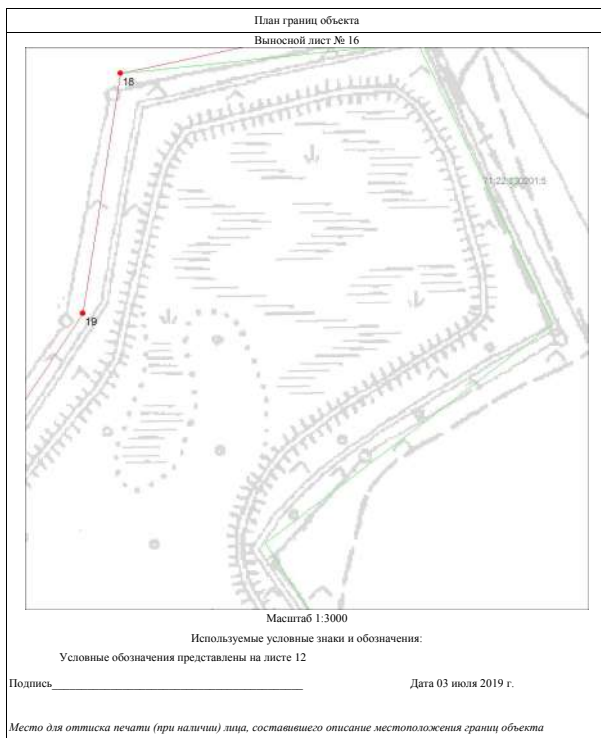 План границ объекта
Выносной лист № 16
18
19
Масштаб 1:3000
Используемые условные знаки и обозначения:
Условные обозначения представлены на листе 12
Подпись____________________ Дата 03 июля 2019 г.
Место для оттиска печати (при наличии) лица, составившего описание местоположения границ объекта